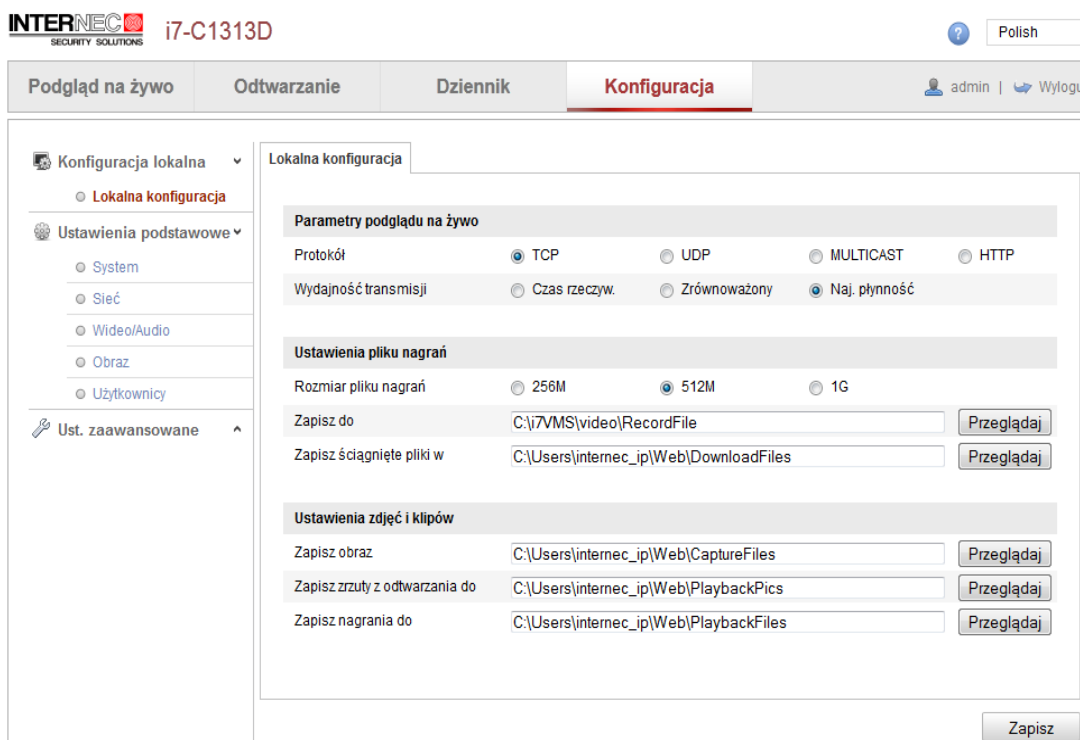 INTERNEC i7-C1313D
SECURITY SOLUTIONS
? Polish
Podgląd na żywo Odtwarzanie Dziennik Konfiguracja admin | Wylogu
Konfiguracja lokalna
Lokalna konfiguracja
Ustawienia podstawowe
System
Sieć
Wideo/Audio
Obraz
Użytkownicy
Ust. zaawansowane
Lokalna konfiguracja
Parametry podglądu na żywo
Protokół TCP UDP MULTICAST HTTP
Wydajność transmisji Czas rzeczyw. Zrównoważony Naj. płynność
Ustawienia pliku nagrań
Rozmiar pliku nagrań 256M 512M 1G
Zapisz do C:\i7VMS\video\RecordFile Przeglądaj
Zapisz ściągnięte pliki w C:\Users\internec_ip\Web\DownloadFiles Przeglądaj
Ustawienia zdjęć i klipów
Zapisz obraz C:\Users\internec_ip\Web\CaptureFiles Przeglądaj
Zapisz zrzuty z odtwarzania do C:\Users\internec_ip\Web\PlaybackPics Przeglądaj
Zapisz nagrania do C:\Users\internec_ip\Web\PlaybackFiles Przeglądaj
Zapisz